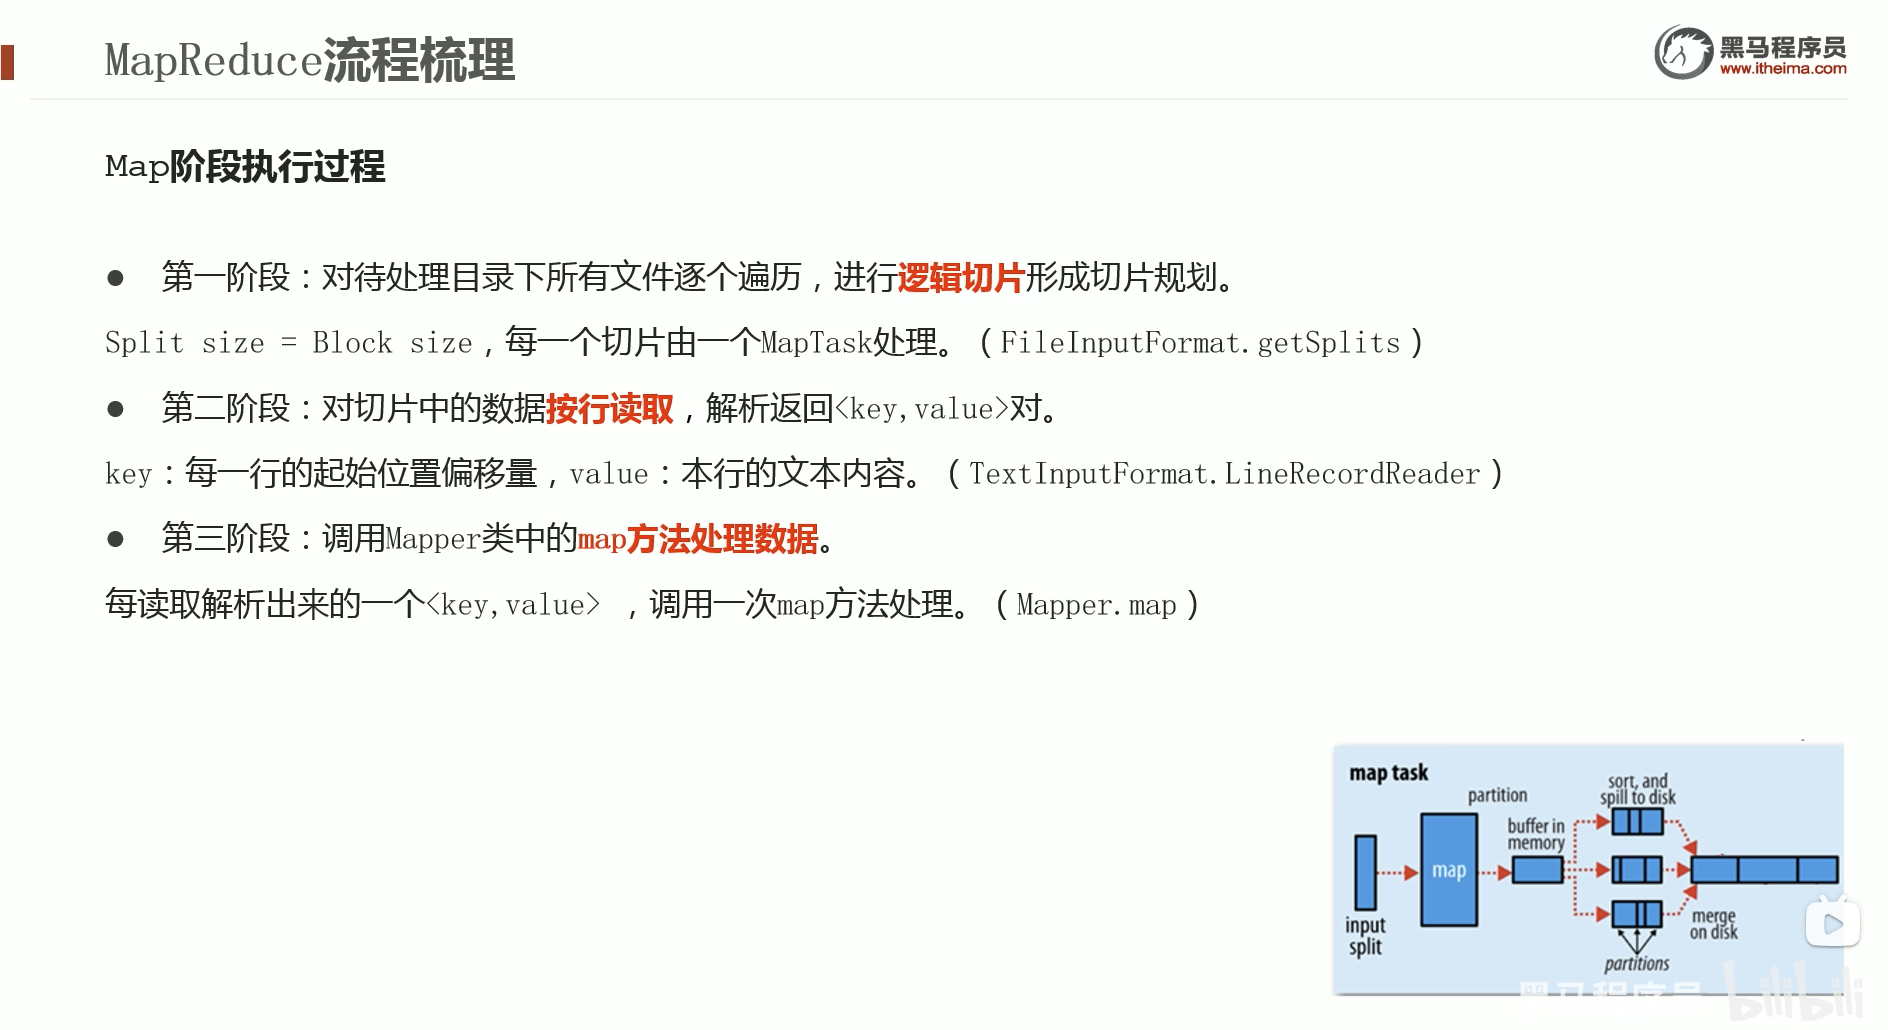 MapReduce流程梳理
黑马程序员
www.itheima.com
Map阶段执行过程
● 第一阶段：对待处理目录下所有文件逐个遍历，进行逻辑切片形成切片规划。
Split size = Block size，每一个切片由一个MapTask处理。（FileInputFormat.getSplits）
● 第二阶段：对切片中的数据按行读取，解析返回<key,value>对。
key：每一行的起始位置偏移量，value：本行的文本内容。（TextInputFormat.LineRecordReader）
● 第三阶段：调用Mapper类中的map方法处理数据。
每读取解析出来的一个<key,value> ，调用一次map方法处理。（Mapper.map）
map task
partition
sort, and
spill to disk
buffer in
memory
map
input
split
merge
on disk
partitions
黑马程序员
bilibili